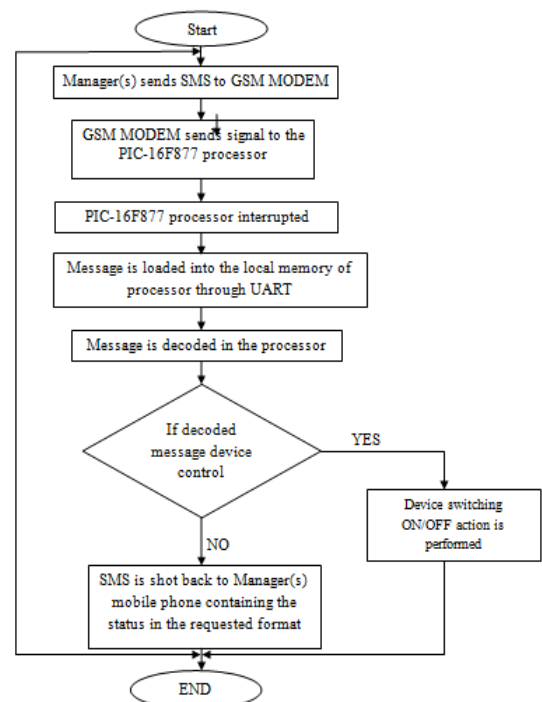 Start
Manager(s) sends SMS to GSM MODEM
GSM MODEM sends signal to the
PIC-16F877 processor
PIC-16F877 processor interrupted
Message is loaded into the local memory of
processor through UART
Message is decoded in the processor
If decoded
message device
control
YES
Device switching
ON/OFF action is
performed
NO
SMS is shot back to Manager(s)
mobile phone containing the
status in the requested format
END